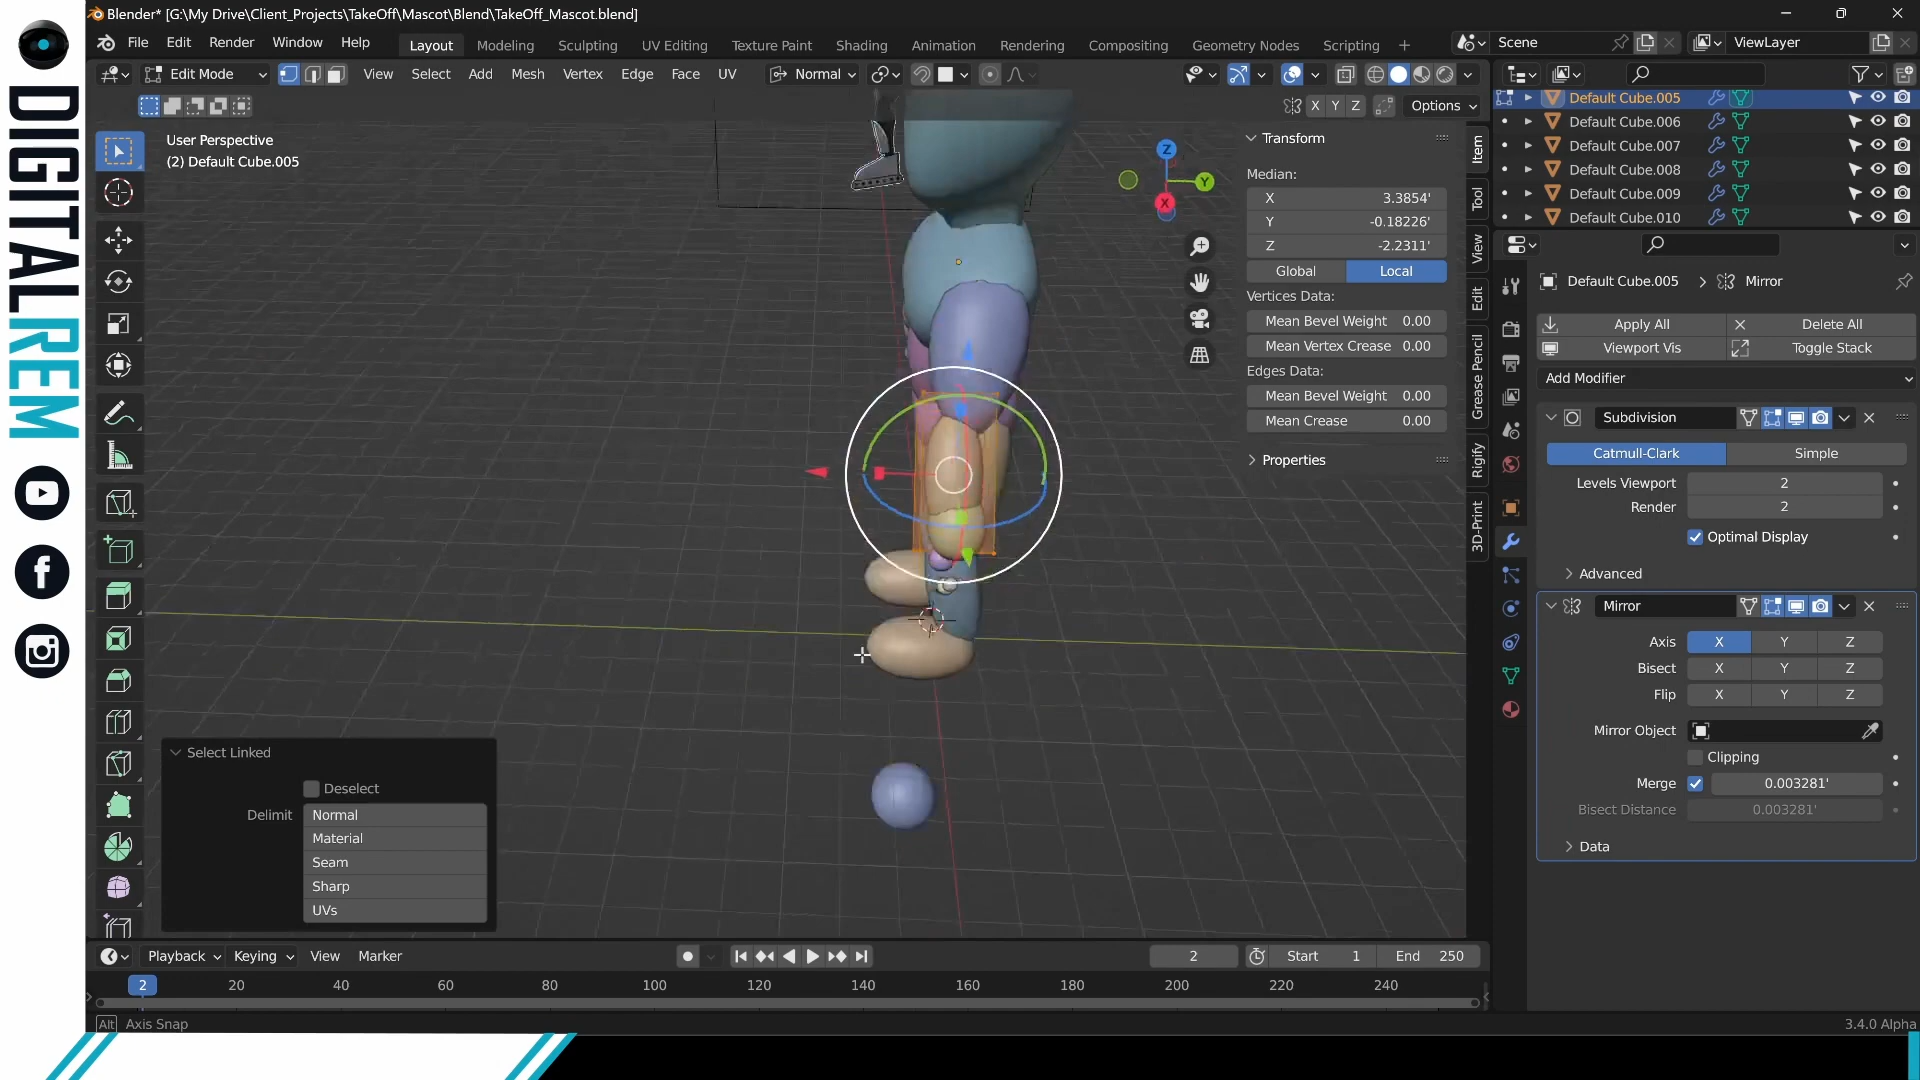 DIGITALREM
Blender* [G:\My Drive\Client_Projects\TakeOff\Mascot\Blend\TakeOff_Mascot.blend]
File Edit Render Window Help
Layout Modeling Sculpting UV Editing Texture Paint Shading Animation Rendering Compositing Geometry Nodes Scripting +
Scene
ViewLayer
Edit Mode
View Select Add Mesh Vertex Edge Face UV
Normal
X Y Z
Options
User Perspective
(2) Default Cube.005
Z
Y
X
Transform
Median:
X 3.3854'
Y -0.18226'
Z -2.2311'
Global Local
Vertices Data:
Mean Bevel Weight 0.00
Mean Vertex Crease 0.00
Edges Data:
Mean Bevel Weight 0.00
Mean Crease 0.00
Properties
Item
Tool
View
Edit
Grease Pencil
Rigify
3D-Print
Default Cube.005
Default Cube.006
Default Cube.007
Default Cube.008
Default Cube.009
Default Cube.010
Default Cube.005 > Mirror
Apply All Delete All
Viewport Vis Toggle Stack
Add Modifier
Subdivision
Catmull-Clark Simple
Levels Viewport 2
Render 2
Optimal Display
Advanced
Mirror
Axis X Y Z
Bisect X Y Z
Flip X Y Z
Mirror Object
Clipping
Merge 0.003281'
Bisect Distance 0.003281'
Data
Select Linked
Deselect
Delimit Normal
Material
Seam
Sharp
UVs
Playback Keying View Marker
2
Start 1
End 250
2 20 40 60 80 100 120 140 160 180 200 220 240
Alt Axis Snap
3.4.0 Alpha